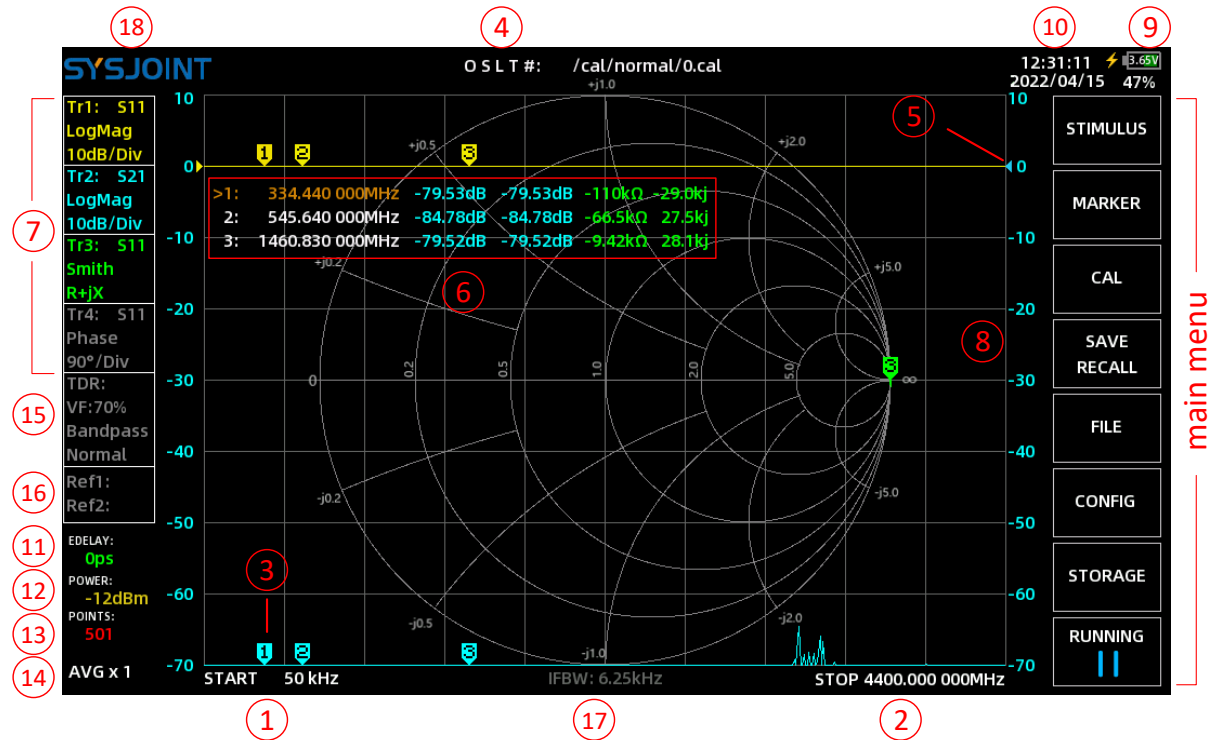 18
4
10
9
SYSJOINT
O S L T #: /cal/normal/0.cal
12:31:11 3.65V
2022/04/15 47%
Tr1: S11
LogMag
10dB/Div
Tr2: S21
LogMag
10dB/Div
Tr3: S11
Smith
R+jX
Tr4: S11
Phase
90°/Div
TDR:
VF:70%
Bandpass
Normal
Ref1:
Ref2:
EDELAY:
0ps
POWER:
-12dBm
POINTS:
501
AVG x 1
7
15
16
11
12
13
14
10
0
-10
-20
-30
-40
-50
-60
-70
+j1.0
+j0.5
+j2.0
1 2 3
5
>1: 334.440 000MHz -79.53dB -79.53dB -110kΩ -29.0kj
2: 545.640 000MHz -84.78dB -84.78dB -66.5kΩ 27.5kj
3: 1460.830 000MHz -79.52dB -79.52dB -9.42kΩ 28.1kj
+j0.2
+j5.0
6
8
0 0.2 0.5 1.0 2.0 5.0 ∞
3
-j0.2
-j5.0
3
-j0.5
-j2.0
-j1.0
1 2 3
10
0
-10
-20
-30
-40
-50
-60
-70
START 50 kHz
IFBW: 6.25kHz
STOP 4400.000 000MHz
1
17
2
STIMULUS
MARKER
CAL
SAVE
RECALL
FILE
CONFIG
STORAGE
RUNNING
main menu